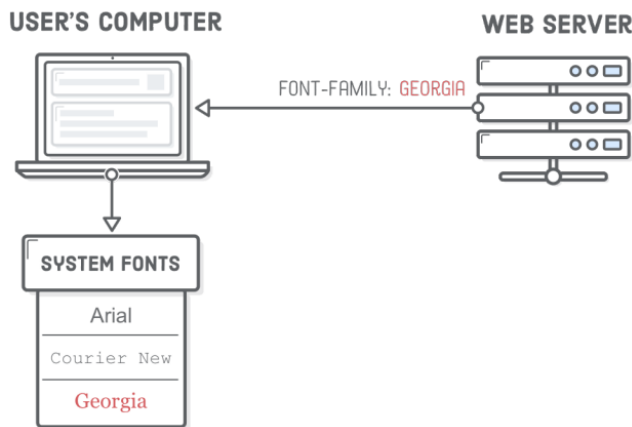 USER'S COMPUTER
WEB SERVER
FONT-FAMILY: GEORGIA
SYSTEM FONTS
Arial
Courier New
Georgia